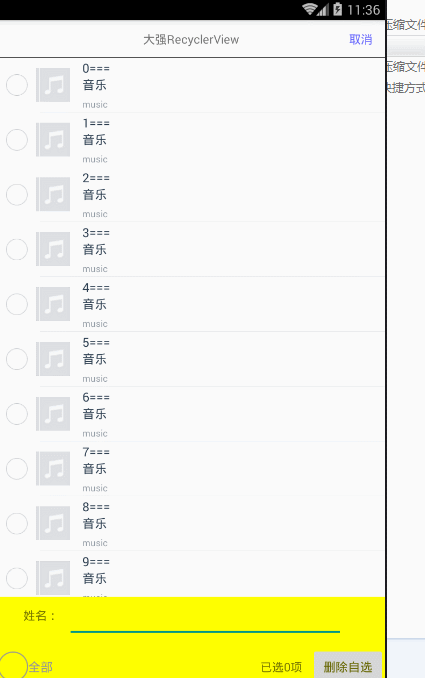 11:36
大强RecyclerView 取消
0===
音乐
music
1===
音乐
music
2===
音乐
music
3===
音乐
music
4===
音乐
music
5===
音乐
music
6===
音乐
music
7===
音乐
music
8===
音乐
music
9===
音乐
music
姓名：
全部 已选0项 删除自选
压缩文件
压缩文件
快捷方式